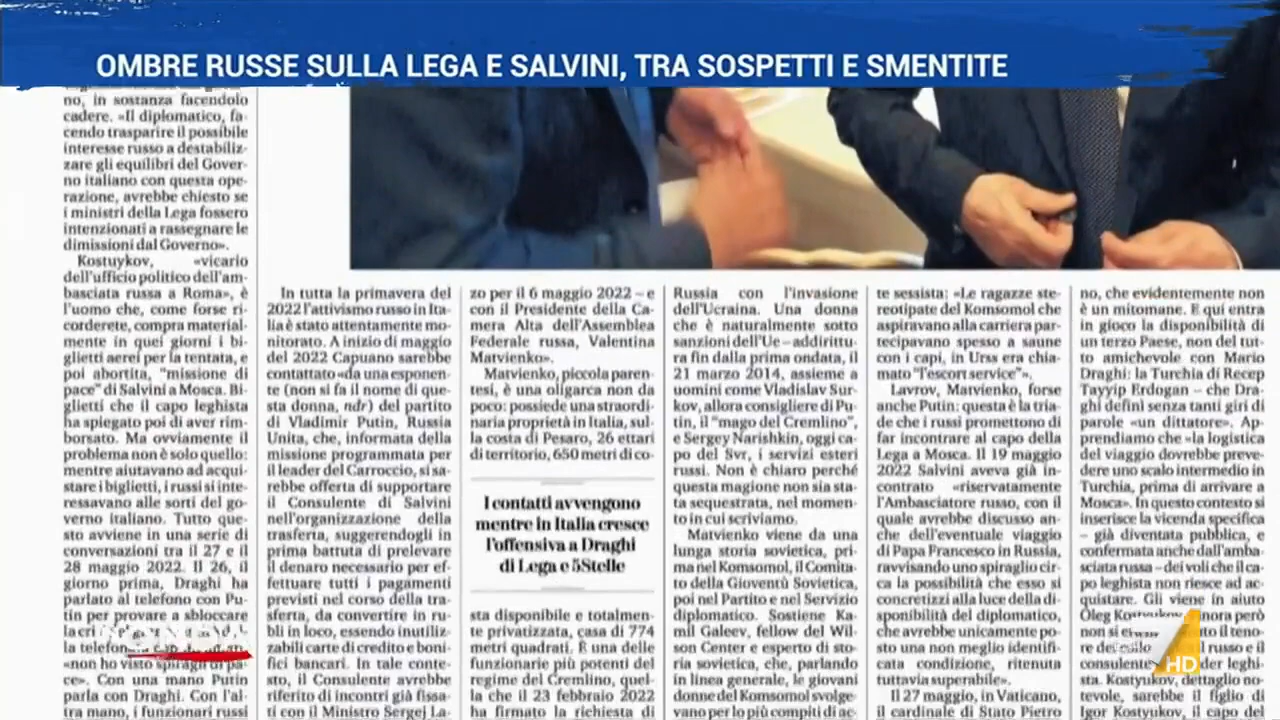 OMBRE RUSSE SULLA LEGA E SALVINI, TRA SOSPETTI E SMENTITE
no, in sostanza facendolo
cadere. «Il diplomatico, fa-
cendo trasparire il possibile
interesse russo a destabiliz-
zare gli equilibri del Gover-
no italiano con questa ope-
razione, avrebbe chiesto se
i ministri della Lega fossero
intenzionati a rassegnare le
dimissioni dal Governo».
Kostuykov, «vicario
dell'ufficio politico dell'am-
basciata russa a Roma», è
l'uomo che, come forse ri-
corderete, compra material-
mente in quei giorni i bi-
glietti aerei per la tentata, e
poi abortita, "missione di
pace" di Salvini a Mosca. Bi-
glietti che il capo leghista
ha spiegato poi di aver rim-
borsato. Ma ovviamente il
problema non è solo quello:
mentre aiutavano ad acqui-
stare i biglietti, i russi si inte-
ressavano alle sorti del go-
verno italiano. Tutto que-
sto avviene in una serie di
conversazioni tra il 27 e il
28 maggio 2022. Il 26, il
giorno prima, Draghi ha
parlato al telefono con Pu-
tin per provare a sbloccare
la cri
la telefon
«non ho visto spiragli di pa-
ce». Con una mano Putin
parla con Draghi. Con l'al-
tra mano, i funzionari russi
In tutta la primavera del
2022 l'attivismo russo in Ita-
lia è stato attentamente mo-
nitorato. A inizio di maggio
del 2022 Capuano sarebbe
contattato «da una esponen-
te (non si fa il nome di que-
sta donna, ndr) del partito
di Vladimir Putin, Russia
Unita, che, informata della
missione programmata per
il leader del Carroccio, si sa-
rebbe offerta di supportare
il Consulente di Salvini
nell'organizzazione della
trasferta, suggerendogli in
prima battuta di prelevare
il denaro necessario per ef-
fettuare tutti i pagamenti
previsti nel corso della tra-
sferta, da convertire in ru-
bli in loco, essendo inutiliz-
zabili carte di credito e boni-
fici bancari. In tale conte-
sto, il Consulente avrebbe
riferito di incontri già fissa-
ti con il Ministro Sergej La-
zo per il 6 maggio 2022 – e
con il Presidente della Ca-
mera Alta dell'Assemblea
Federale russa, Valentina
Matvienko».
Matvienko, piccola paren-
tesi, è una oligarca non da
poco: possiede una straordi-
naria proprietà in Italia, sul-
la costa di Pesaro, 26 ettari
di territorio, 650 metri di co-
I contatti avvengono
mentre in Italia cresce
l'offensiva a Draghi
di Lega e 5Stelle
sta disponibile e totalmen-
te privatizzata, casa di 774
metri quadrati. È una delle
funzionarie più potenti del
regime del Cremlino, quel-
la che il 23 febbraio 2022
ha firmato la richiesta di
Russia con l'invasione
dell'Ucraina. Una donna
che è naturalmente sotto
sanzioni dell'Ue – addirittu-
ra fin dalla prima ondata, il
21 marzo 2014, assieme a
uomini come Vladislav Sur-
kov, allora consigliere di Pu-
tin, il "mago del Cremlino",
e Sergey Narishkin, oggi ca-
po del Svr, i servizi esteri
russi. Non è chiaro perché
questa magione non sia sta-
ta sequestrata, nel momen-
to in cui scriviamo.
Matvienko viene da una
lunga storia sovietica, pri-
ma nel Komsomol, il Comita-
to della Gioventù Sovietica,
poi nel Partito e nel Servizio
diplomatico. Sostiene Ka-
mil Galeev, fellow del Wil-
son Center e esperto di sto-
ria sovietica, che, parlando
in linea generale, le giovani
donne del Komsomol svolge-
vano per lo più compiti di ac-
te sessista: «Le ragazze ste-
reotipate del Komsomol che
aspiravano alla carriera par-
tecipavano spesso a saune
con i capi, in Urss era chia-
mato "l'escort service"».
Lavrov, Matvienko, forse
anche Putin: questa è la tria-
de che i russi promettono di
far incontrare al capo della
Lega a Mosca. Il 19 maggio
2022 Salvini aveva già in-
contrato «riservatamente
l'Ambasciatore russo, con il
quale avrebbe discusso an-
che dell'eventuale viaggio
di Papa Francesco in Russia,
ravvisando uno spiraglio cir-
ca la possibilità che esso si
concretizzi alla luce della di-
sponibilità del diplomatico,
che avrebbe unicamente po-
sto una non meglio identifi-
cata condizione, ritenuta
tuttavia superabile».
Il 27 maggio, in Vaticano,
il cardinale di Stato Pietro
no, che evidentemente non
è un mitomane. E qui entra
in gioco la disponibilità di
un terzo Paese, non del tut-
to amichevole con Mario
Draghi: la Turchia di Recep
Tayyip Erdogan – che Dra-
ghi definì senza tanti giri di
parole «un dittatore». Ap-
prendiamo che «la logistica
del viaggio dovrebbe preve-
dere uno scalo intermedio in
Turchia, prima di arrivare a
Mosca». In questo contesto si
inserisce la vicenda specifica
– già diventata pubblica, e
confermata anche dall'amba-
sciata russa – dei voli che il ca-
po leghista non riesce ad ac-
quistare. Gli viene in aiuto
Oleg Kostyukov
non si to il teno-
re de russo e il
consulente der leghi-
sta. Kostyukov, dettaglio no-
tevole, sarebbe il figlio di
Igor Kostyukov, il capo del
HD